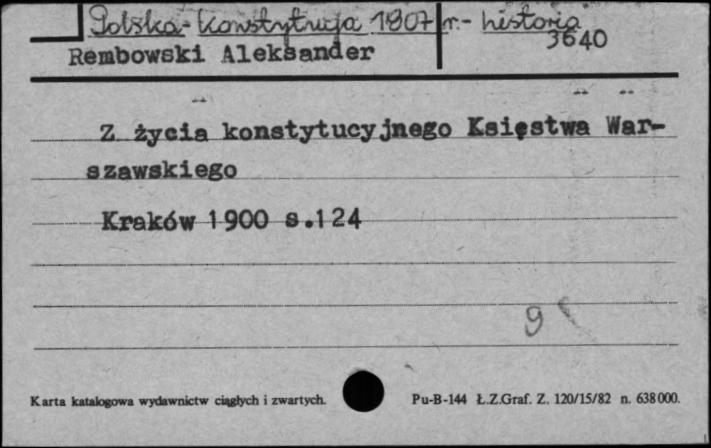 Polska - Konstytucja 1807 r. - historia
3640
Rembowski Aleksander
Z życia konstytucyjnego Księstwa War-
szawskiego
Kraków 1900 s.124
9
Karta katalogowa wydawnictw ciągłych i zwartych.
Pu-B-144 Ł.Z.Graf. Z. 120/15/82 n. 638000.